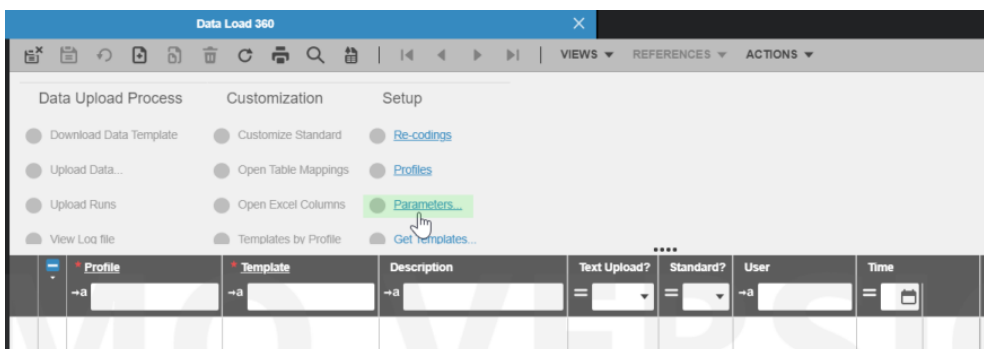 Data Load 360
VIEWS REFERENCES ACTIONS
Data Upload Process Customization Setup
Download Data Template Customize Standard Re-codings
Upload Data... Open Table Mappings Profiles
Upload Runs Open Excel Columns Parameters...
View Log file Templates by Profile Get Templates...
* Profile * Template Description Text Upload? Standard? User Time
→a →a →a = = →a =
MO VERSIO